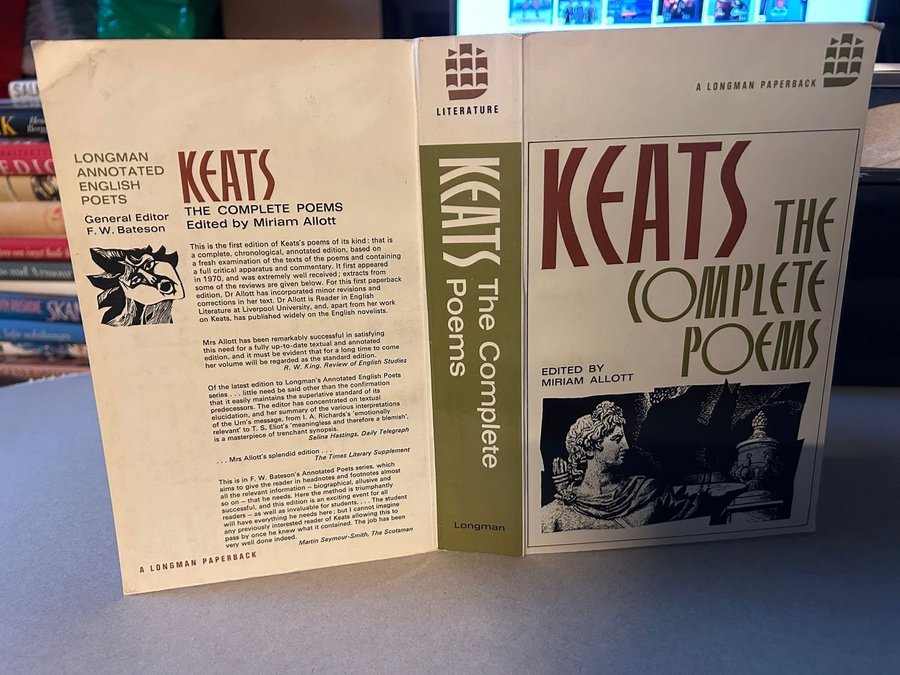 LONGMAN
ANNOTATED
ENGLISH
POETS
General Editor
F. W. Bateson
KEATS
THE COMPLETE POEMS
Edited by Miriam Allott
This is the first edition of Keats's poems of its kind: that is
a complete, chronological, annotated edition, based on
a fresh examination of the texts of the poems and containing
a full critical apparatus and commentary. It first appeared
in 1970, and was extremely well received; extracts from
some of the reviews are given below. For this first paperback
edition, Dr Allott has incorporated minor revisions and
corrections in her text. Dr Allott is Reader in English
Literature at Liverpool University, and, apart from her work
on Keats, has published widely on the English novelists.
Mrs Allott has been remarkably successful in satisfying
this need for a fully up-to-date textual and annotated
edition, and it must be evident that for a long time to come
her volume will be regarded as the standard edition.
R. W. King, Review of English Studies
Of the latest edition to Longman's Annotated English Poets
series . . . little need be said other than the confirmation
that it easily maintains the superlative standard of its
predecessors. The editor has concentrated on textual
elucidation, and her summary of the various interpretations
of the Urn's message, from I. A. Richards's 'emotionally
relevant' to T. S. Eliot's 'meaningless and therefore a blemish',
is a masterpiece of trenchant synopsis.
Selina Hastings, Daily Telegraph
. . . Mrs Allott's splendid edition . . .
The Times Literary Supplement
This is in F. W. Bateson's Annotated Poets series, which
aims to give the reader in headnotes and footnotes almost
all the relevant information – biographical, allusive and
so on – that he needs. Here the method is triumphantly
successful, and this edition is an exciting event for all
readers – as well as invaluable for students. . . . The student
will have everything he needs here; but I cannot imagine
any previously interested reader of Keats allowing this to
pass by once he knew what it contained. The job has been
very well done indeed.
Martin Seymour-Smith, The Scotsman
A LONGMAN PAPERBACK
LITERATURE
KEATS The Complete
Poems
Longman
A LONGMAN PAPERBACK
KEATS
THE
COMPLETE
POEMS
EDITED BY
MIRIAM ALLOTT